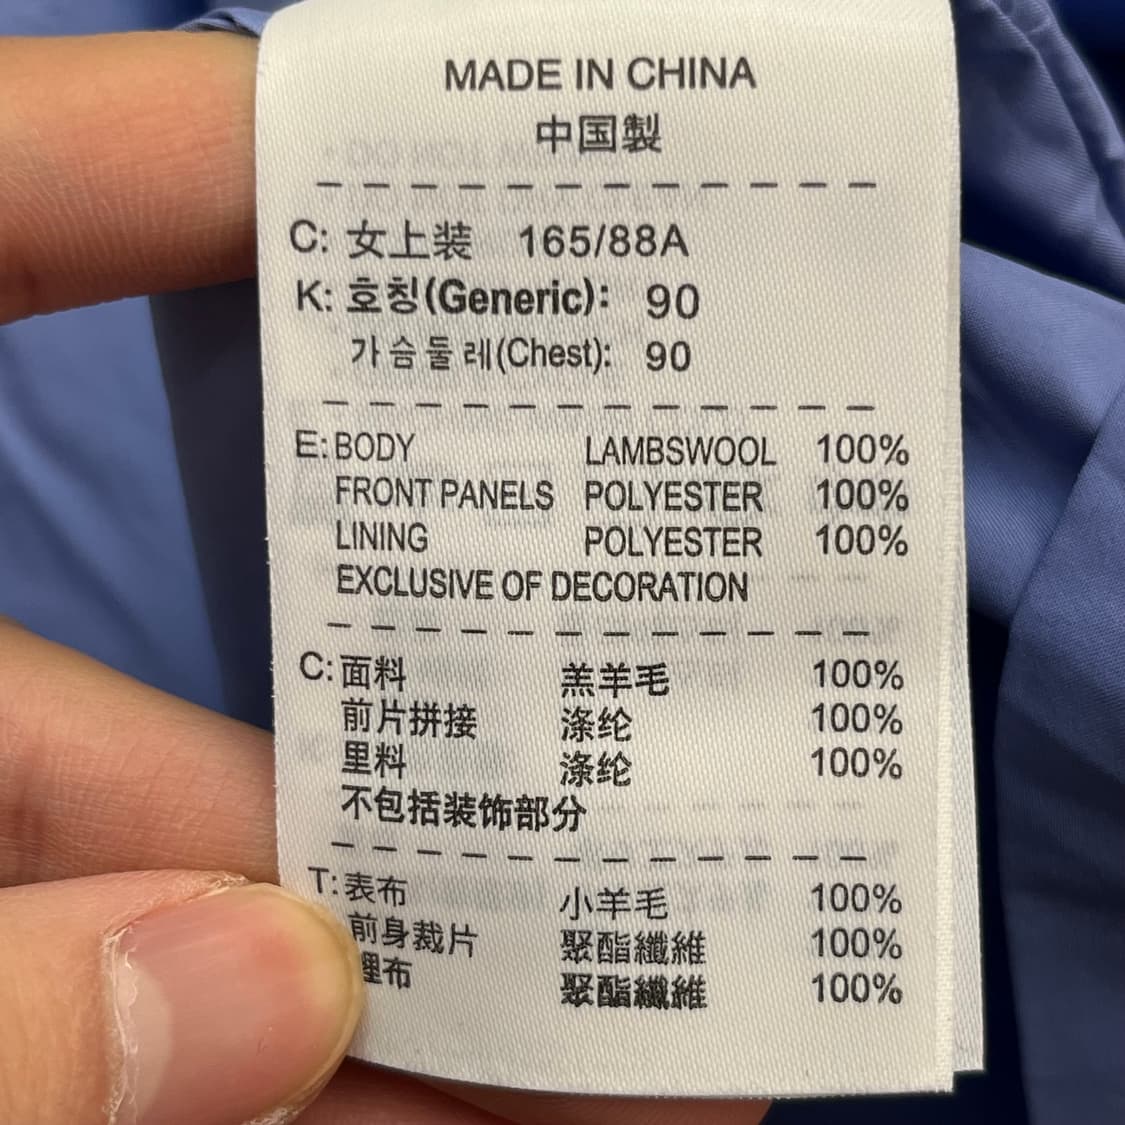 MADE IN CHINA
中国製
C: 女上装 165/88A
K: 호칭(Generic): 90
가슴둘레(Chest): 90
E: BODY LAMBSWOOL 100%
FRONT PANELS POLYESTER 100%
LINING POLYESTER 100%
EXCLUSIVE OF DECORATION
C: 面料 羔羊毛 100%
前片拼接 涤纶 100%
里料 涤纶 100%
不包括装饰部分
T: 表布 小羊毛 100%
前身裁片 聚酯纖維 100%
裡布 聚酯纖維 100%